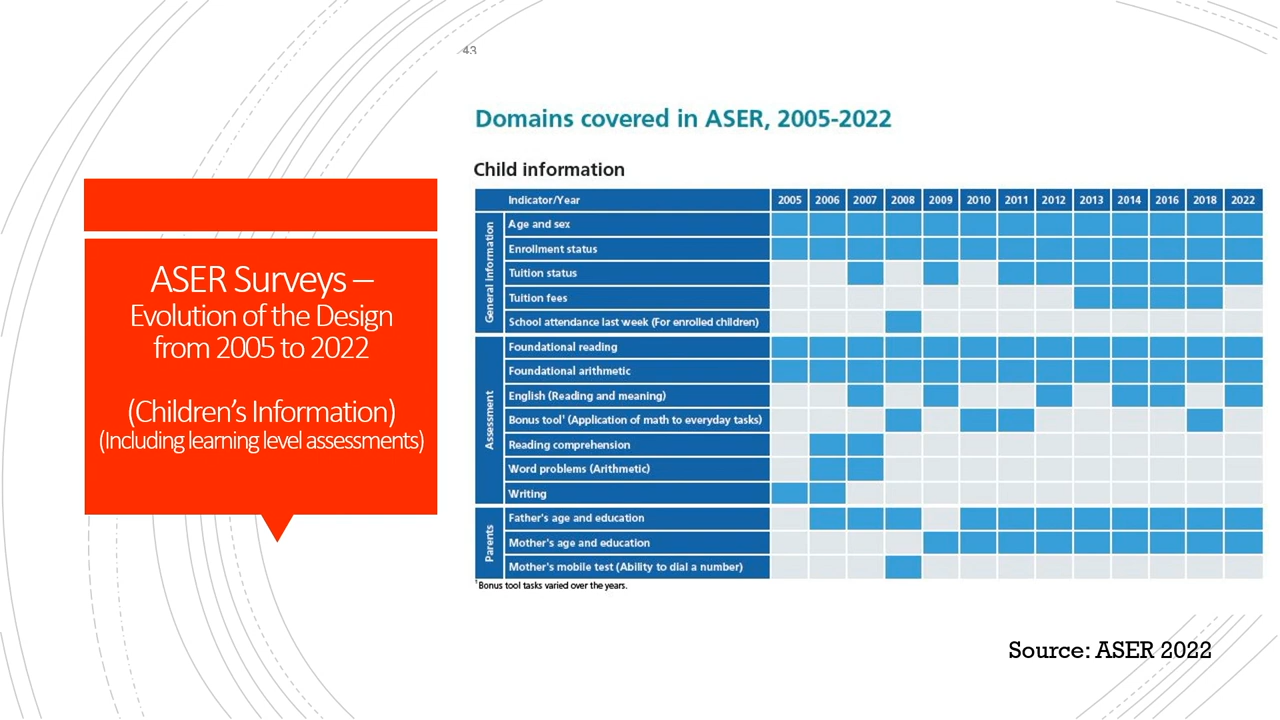 43
Domains covered in ASER, 2005-2022
Child information
ASER Surveys –
Evolution of the Design
from 2005 to 2022
(Children's Information)
(Including learning level assessments)
Indicator/Year 2005 2006 2007 2008 2009 2010 2011 2012 2013 2014 2016 2018 2022
General information
Age and sex
Enrollment status
Tuition status
Tuition fees
School attendance last week (For enrolled children)
Assessment
Foundational reading
Foundational arithmetic
English (Reading and meaning)
Bonus tool¹ (Application of math to everyday tasks)
Reading comprehension
Word problems (Arithmetic)
Writing
Parents
Father's age and education
Mother's age and education
Mother's mobile test (Ability to dial a number)
¹Bonus tool tasks varied over the years.
Source: ASER 2022